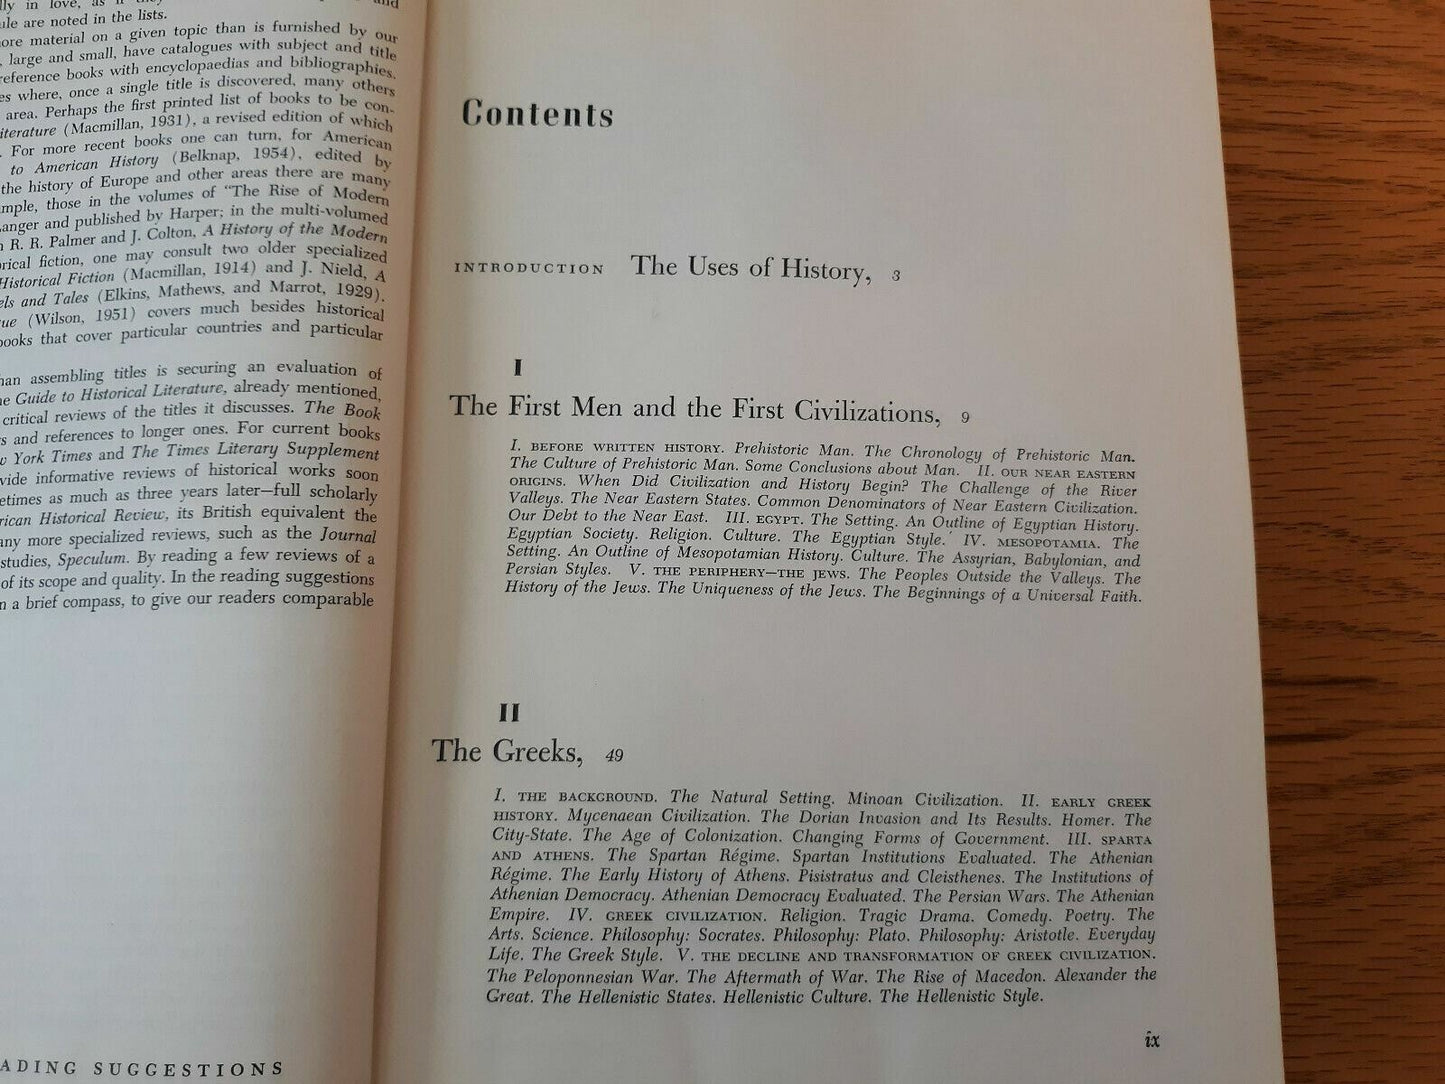 in love, as if they and
are noted in the lists.
material on a given topic than is furnished by our
, large and small, have catalogues with subject and title
reference books with encyclopaedias and bibliographies.
where, once a single title is discovered, many others
area. Perhaps the first printed list of books to be con-
iterature (Macmillan, 1931), a revised edition of which
. For more recent books one can turn, for American
to American History (Belknap, 1954), edited by
the history of Europe and other areas there are many
mple, those in the volumes of "The Rise of Modern
anger and published by Harper; in the multi-volumed
R. R. Palmer and J. Colton, A History of the Modern
rical fiction, one may consult two older specialized
Historical Fiction (Macmillan, 1914) and J. Nield, A
els and Tales (Elkins, Mathews, and Marrot, 1929).
ue (Wilson, 1951) covers much besides historical
books that cover particular countries and particular
han assembling titles is securing an evaluation of
Guide to Historical Literature, already mentioned,
critical reviews of the titles it discusses. The Book
s and references to longer ones. For current books
York Times and The Times Literary Supplement
vide informative reviews of historical works soon
etimes as much as three years later—full scholarly
rican Historical Review, its British equivalent the
any more specialized reviews, such as the Journal
studies, Speculum. By reading a few reviews of a
of its scope and quality. In the reading suggestions
n a brief compass, to give our readers comparable
ADING SUGGESTIONS
Contents
INTRODUCTION The Uses of History, 3
I
The First Men and the First Civilizations, 9
I. BEFORE WRITTEN HISTORY. Prehistoric Man. The Chronology of Prehistoric Man.
The Culture of Prehistoric Man. Some Conclusions about Man. II. OUR NEAR EASTERN
ORIGINS. When Did Civilization and History Begin? The Challenge of the River
Valleys. The Near Eastern States. Common Denominators of Near Eastern Civilization.
Our Debt to the Near East. III. EGYPT. The Setting. An Outline of Egyptian History.
Egyptian Society. Religion. Culture. The Egyptian Style. IV. MESOPOTAMIA. The
Setting. An Outline of Mesopotamian History. Culture. The Assyrian, Babylonian, and
Persian Styles. V. THE PERIPHERY—THE JEWS. The Peoples Outside the Valleys. The
History of the Jews. The Uniqueness of the Jews. The Beginnings of a Universal Faith.
II
The Greeks, 49
I. THE BACKGROUND. The Natural Setting. Minoan Civilization. II. EARLY GREEK
HISTORY. Mycenaean Civilization. The Dorian Invasion and Its Results. Homer. The
City-State. The Age of Colonization. Changing Forms of Government. III. SPARTA
AND ATHENS. The Spartan Régime. Spartan Institutions Evaluated. The Athenian
Régime. The Early History of Athens. Pisistratus and Cleisthenes. The Institutions of
Athenian Democracy. Athenian Democracy Evaluated. The Persian Wars. The Athenian
Empire. IV. GREEK CIVILIZATION. Religion. Tragic Drama. Comedy. Poetry. The
Arts. Science. Philosophy: Socrates. Philosophy: Plato. Philosophy: Aristotle. Everyday
Life. The Greek Style. V. THE DECLINE AND TRANSFORMATION OF GREEK CIVILIZATION.
The Peloponnesian War. The Aftermath of War. The Rise of Macedon. Alexander the
Great. The Hellenistic States. Hellenistic Culture. The Hellenistic Style.
ix